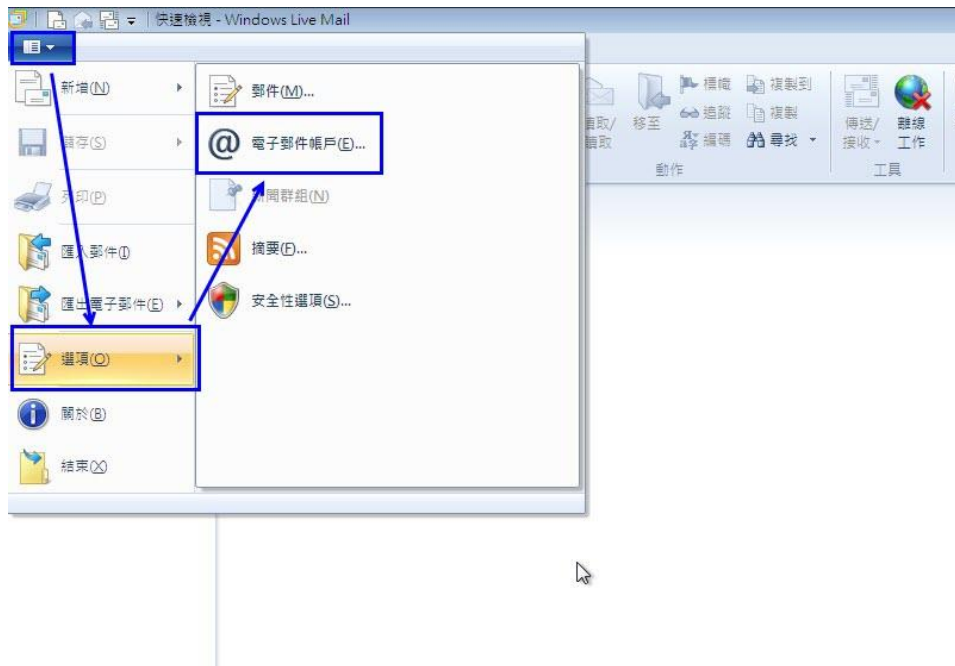 快速檢視 - Windows Live Mail
新增(N)
儲存(S)
列印(P)
匯入郵件(I)
匯出電子郵件(E)
選項(O)
關於(B)
結束(X)
郵件(M)...
電子郵件帳戶(E)...
新聞群組(N)
摘要(F)...
安全性選項(S)...
讀取/
讀取
移至
標幟
追蹤
編碼
複製到
複製
尋找
動作
傳送/
接收
離線
工作
工具